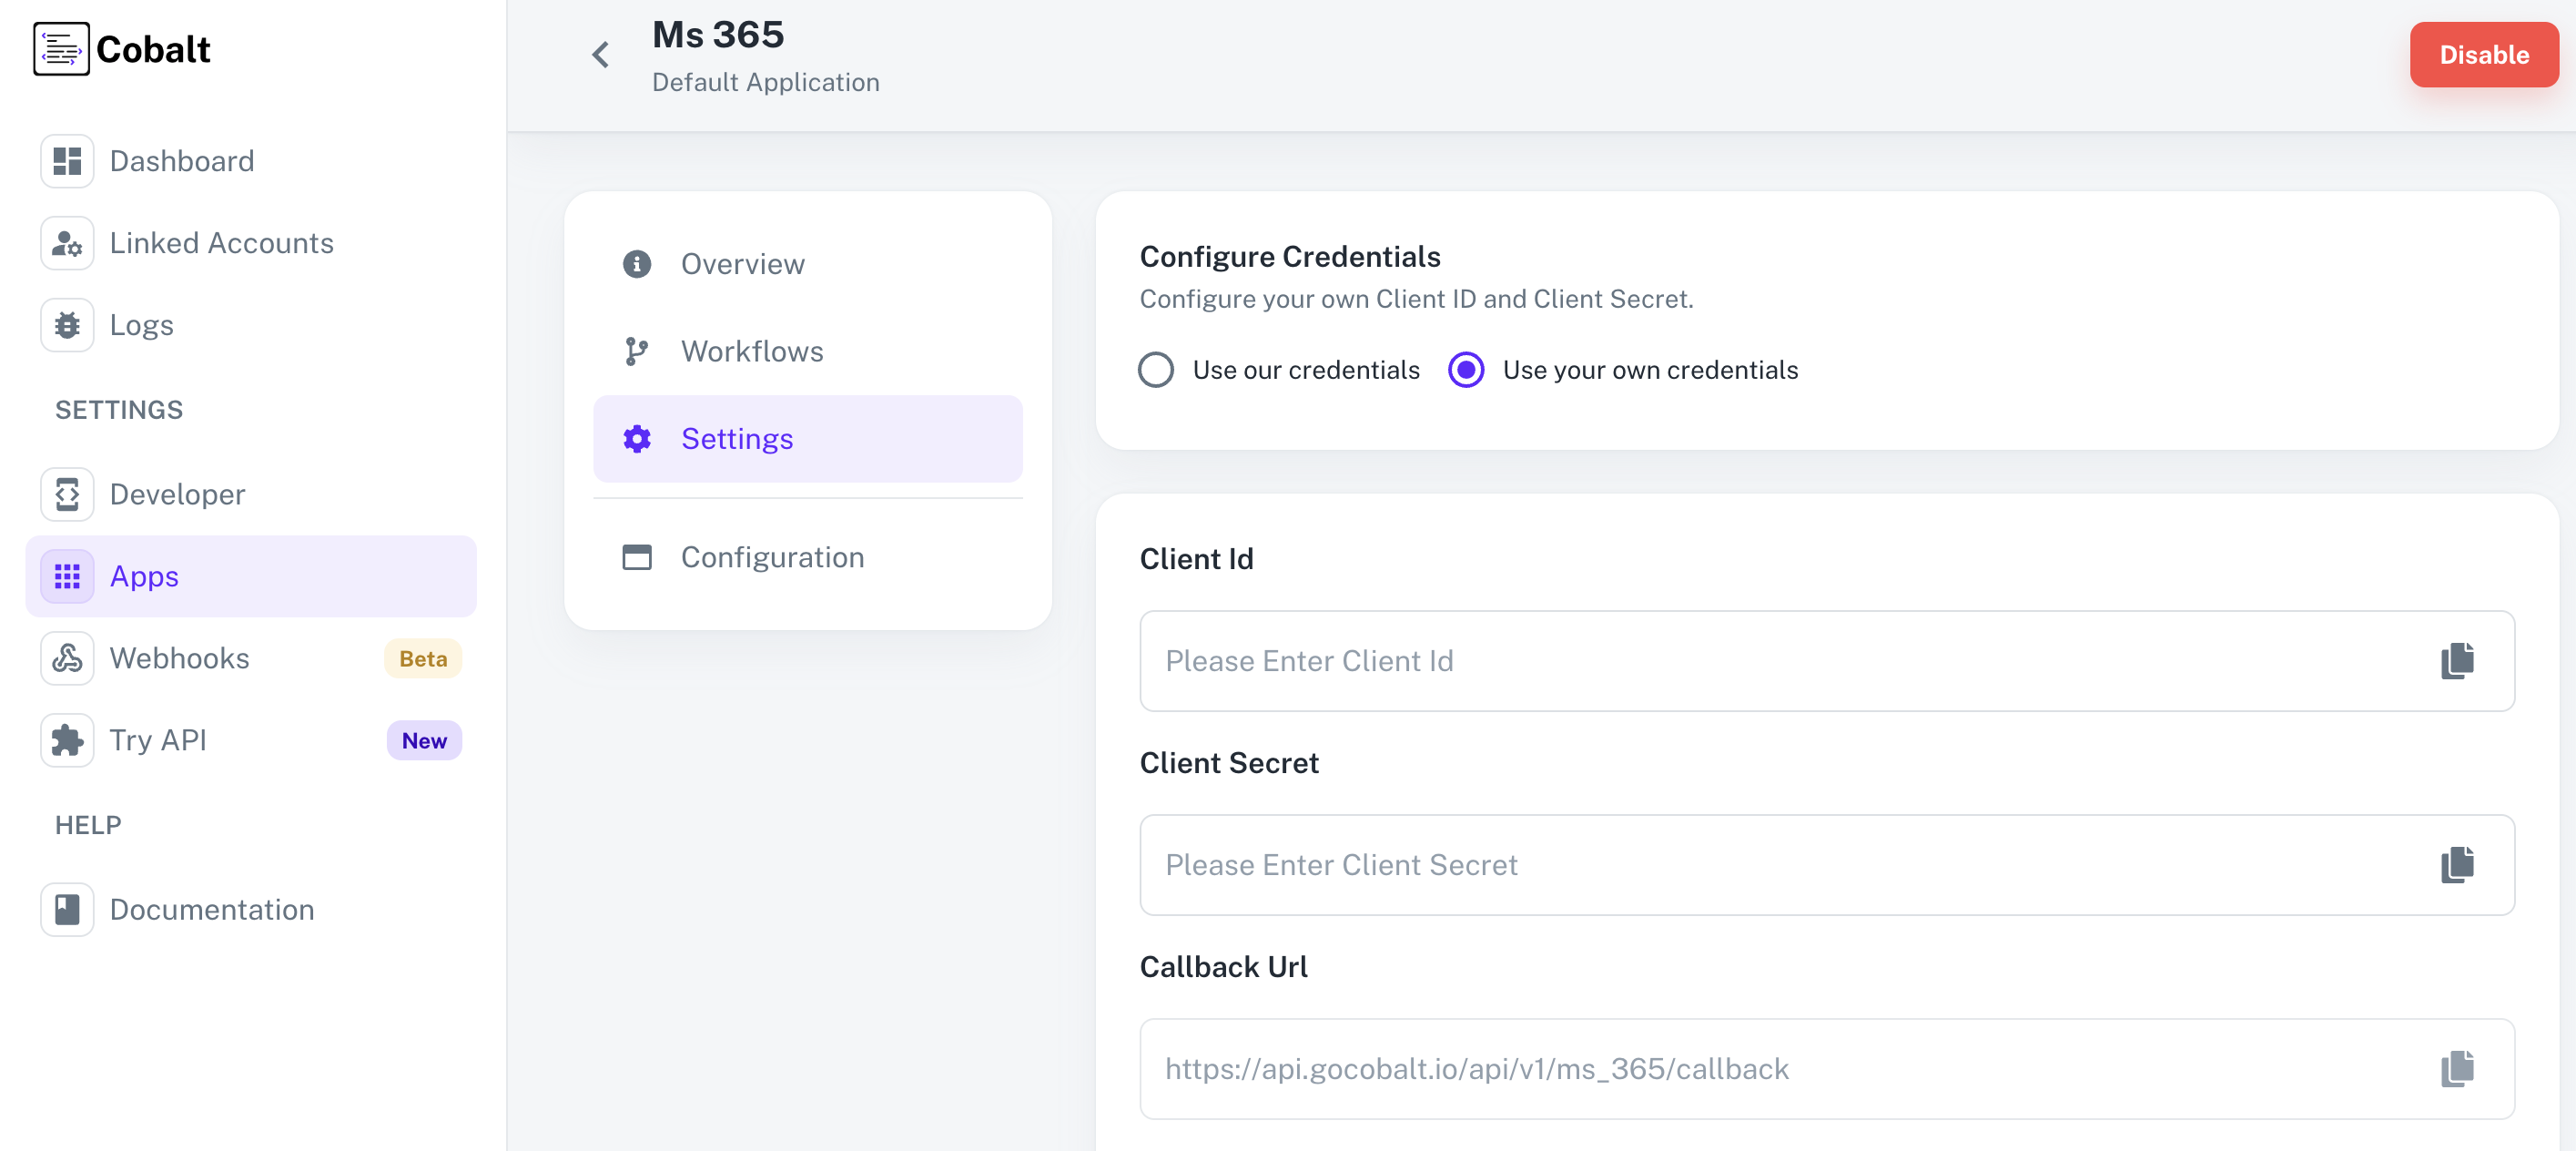 Cobalt
Dashboard
Linked Accounts
Logs
SETTINGS
Developer
Apps
Webhooks Beta
Try API New
HELP
Documentation
Ms 365
Default Application
Disable
Overview
Workflows
Settings
Configuration
Configure Credentials
Configure your own Client ID and Client Secret.
Use our credentials Use your own credentials
Client Id
Please Enter Client Id
Client Secret
Please Enter Client Secret
Callback Url
https://api.gocobalt.io/api/v1/ms_365/callback